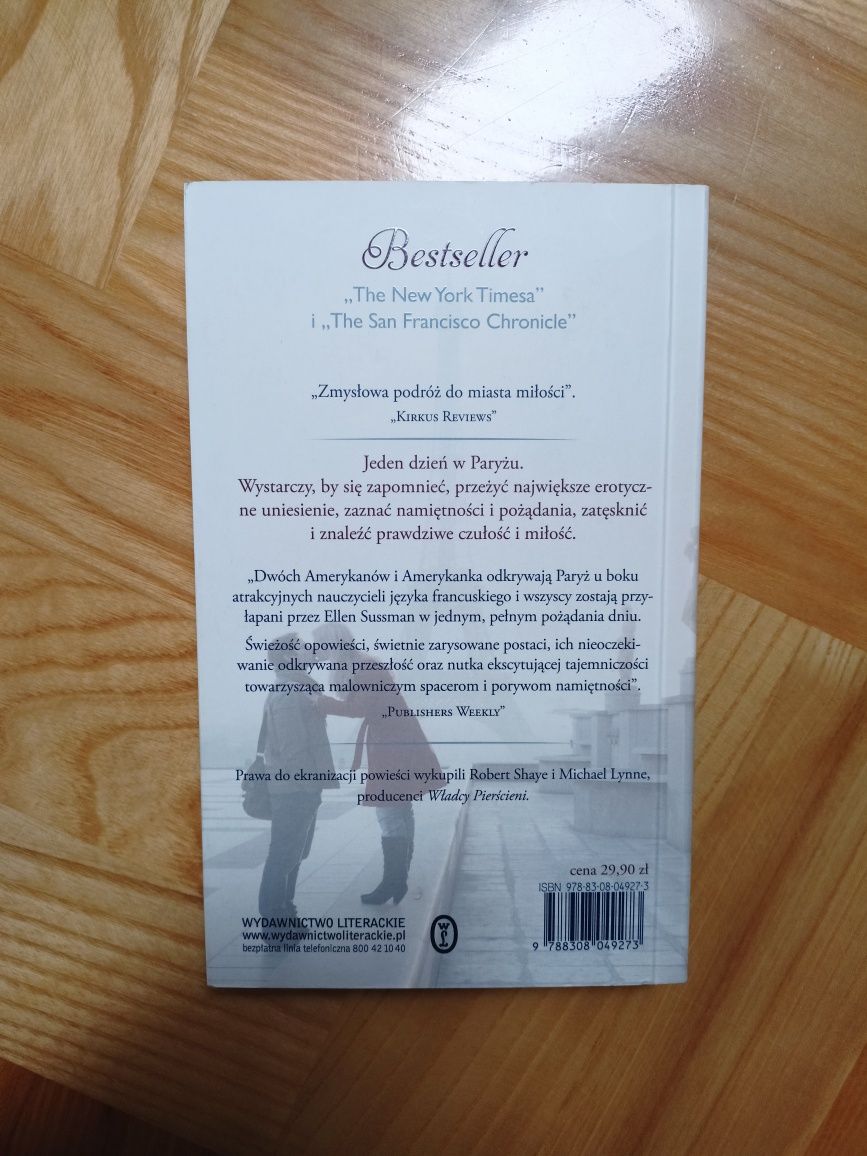 Bestseller
„The New York Timesa”
i „The San Francisco Chronicle”
„Zmysłowa podróż do miasta miłości”.
„Kirkus Reviews”
Jeden dzień w Paryżu.
Wystarczy, by się zapomnieć, przeżyć największe erotycz-
ne uniesienie, zaznać namiętności i pożądania, zatęsknić
i znaleźć prawdziwe czułość i miłość.
„Dwóch Amerykanów i Amerykanka odkrywają Paryż u boku
atrakcyjnych nauczycieli języka francuskiego i wszyscy zostają przy-
łapani przez Ellen Sussman w jednym, pełnym pożądania dniu.
Świeżość opowieści, świetnie zarysowane postaci, ich nieoczeki-
wanie odkrywana przeszłość oraz nutka ekscytującej tajemniczości
towarzysząca malowniczym spacerom i porywom namiętności”.
„Publishers Weekly”
Prawa do ekranizacji powieści wykupili Robert Shaye i Michael Lynne,
producenci Władcy Pierścieni.
cena 29,90 zł
ISBN 978-83-08-04927-3
9 788308 049273
WYDAWNICTWO LITERACKIE
www.wydawnictwoliterackie.pl
bezpłatna linia telefoniczna 800 42 10 40
WL